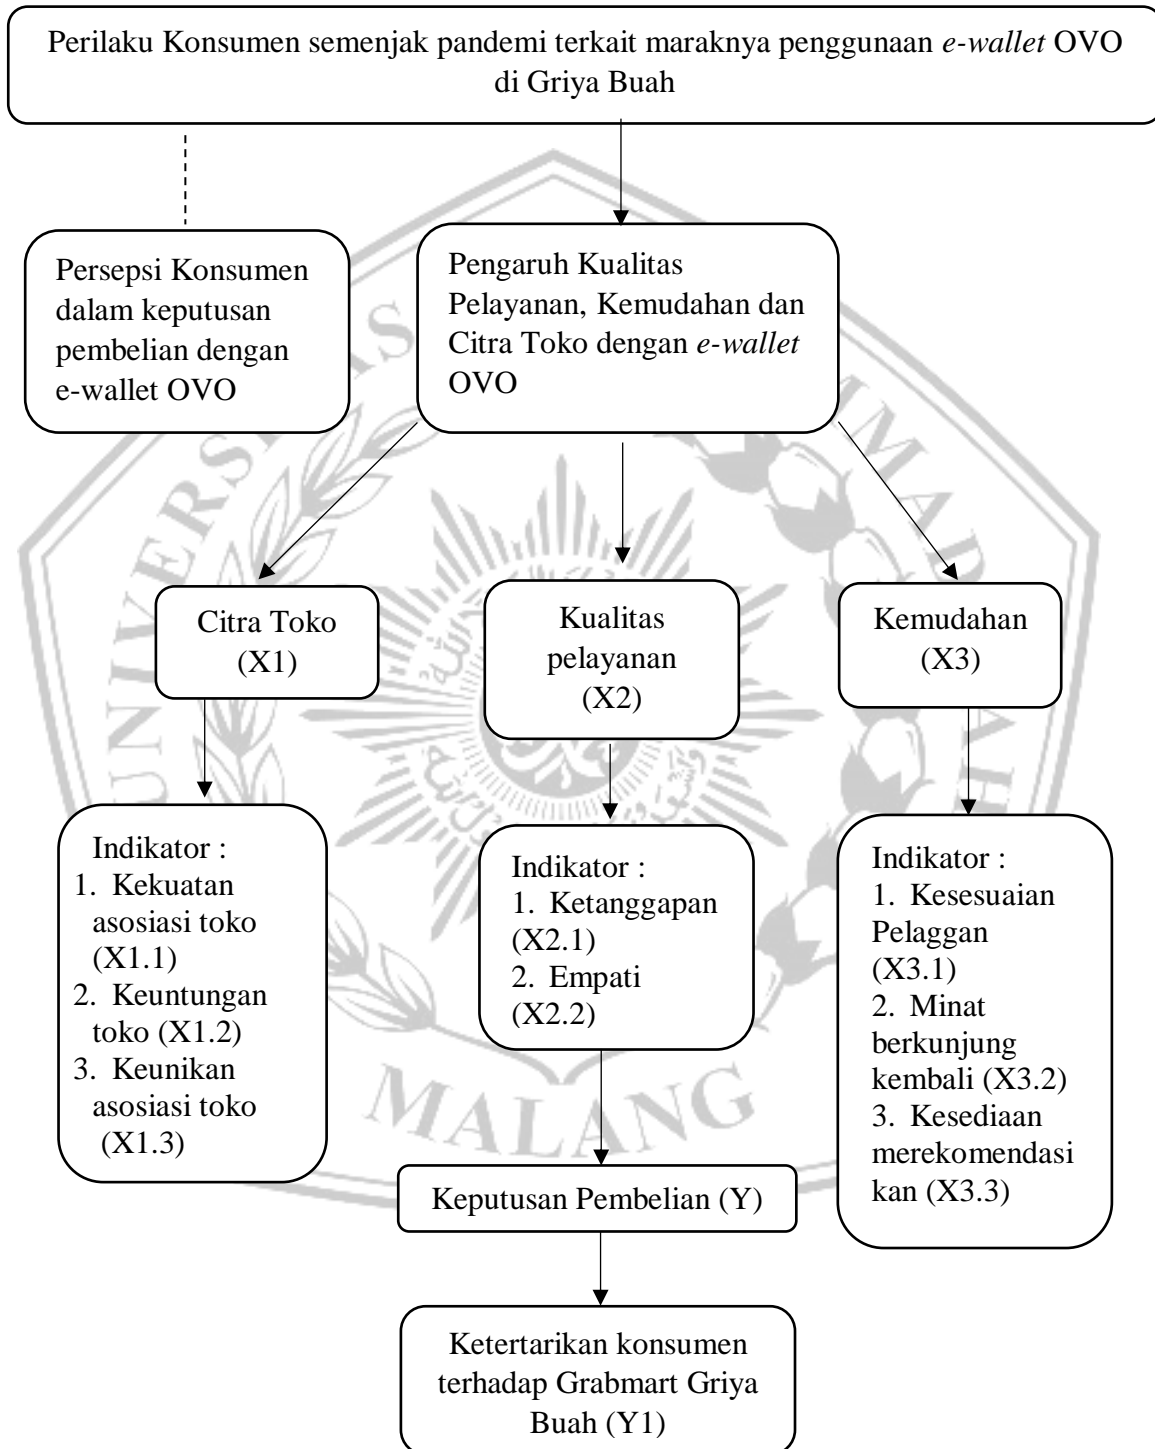 Perilaku Konsumen semenjak pandemi terkait maraknya penggunaan e-wallet OVO
di Griya Buah
Persepsi Konsumen
dalam keputusan
pembelian dengan
e-wallet OVO
Pengaruh Kualitas
Pelayanan, Kemudahan dan
Citra Toko dengan e-wallet
OVO
Citra Toko
(X1)
Kualitas
pelayanan
(X2)
Kemudahan
(X3)
Indikator :
1. Kekuatan
asosiasi toko
(X1.1)
2. Keuntungan
toko (X1.2)
3. Keunikan
asosiasi toko
(X1.3)
Indikator :
1. Ketanggapan
(X2.1)
2. Empati
(X2.2)
Indikator :
1. Kesesuaian
Pelaggan
(X3.1)
2. Minat
berkunjung
kembali (X3.2)
3. Kesediaan
merekomendasi
kan (X3.3)
MALANG
Keputusan Pembelian (Y)
Ketertarikan konsumen
terhadap Grabmart Griya
Buah (Y1)